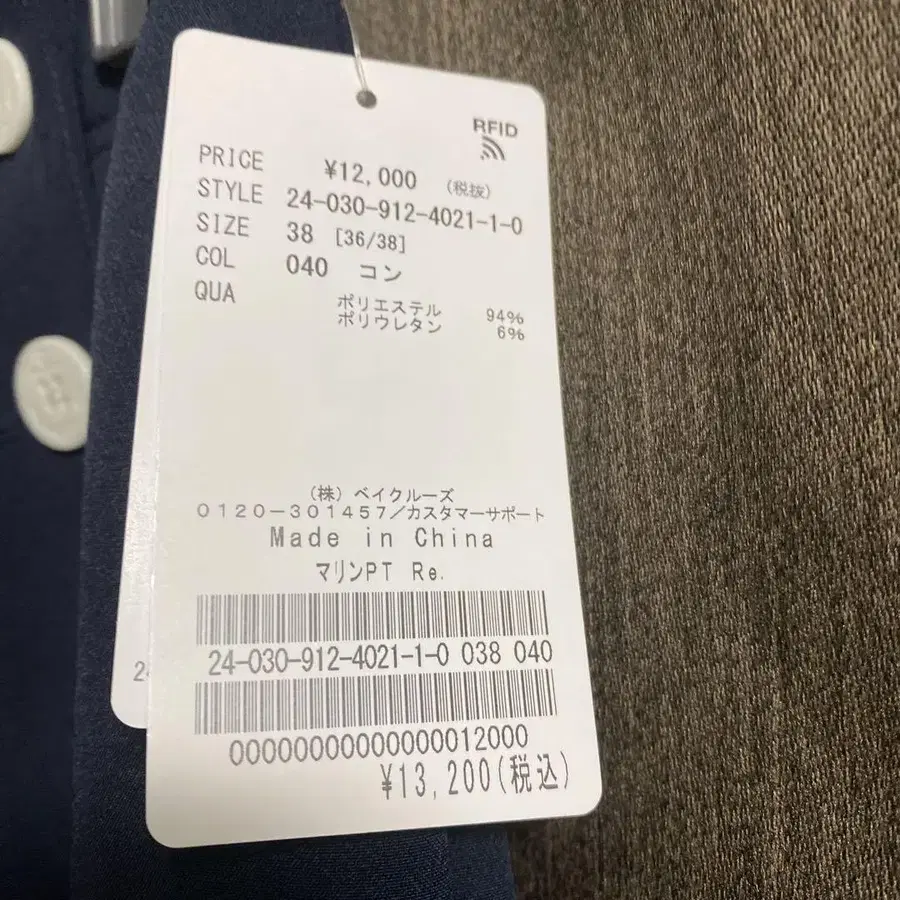 RFID
PRICE ¥12,000 (税抜)
STYLE 24-030-912-4021-1-0
SIZE 38 [36/38]
COL 040 コン
QUA ポリエステル 94%
ポリウレタン 6%
(株) ベイクルーズ
0120-301457/カスタマーサポート
Made in China
マリンPT Re.
24-030-912-4021-1-0 038 040
00000000000000012000
¥13,200(税込)
24